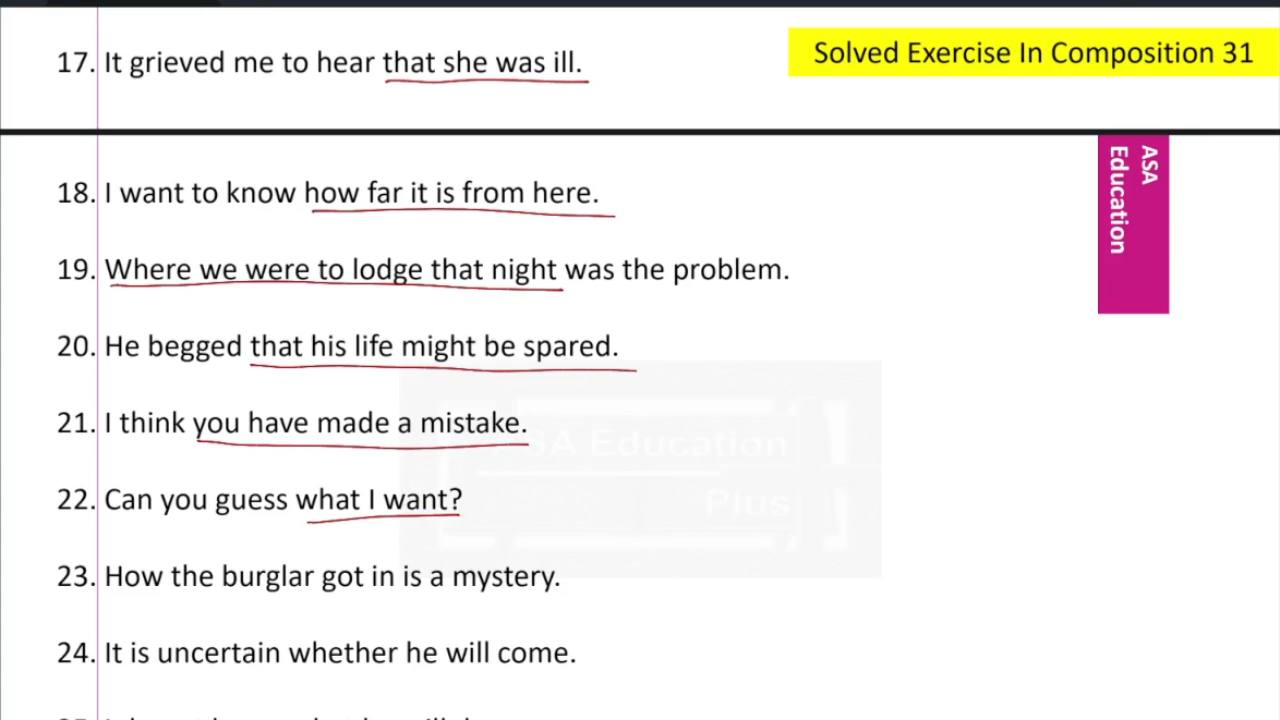 17. It grieved me to hear that she was ill.
Solved Exercise In Composition 31
ASA
Education
18. I want to know how far it is from here.
19. Where we were to lodge that night was the problem.
20. He begged that his life might be spared.
21. I think you have made a mistake.
ASA Education
Plus
22. Can you guess what I want?
23. How the burglar got in is a mystery.
24. It is uncertain whether he will come.